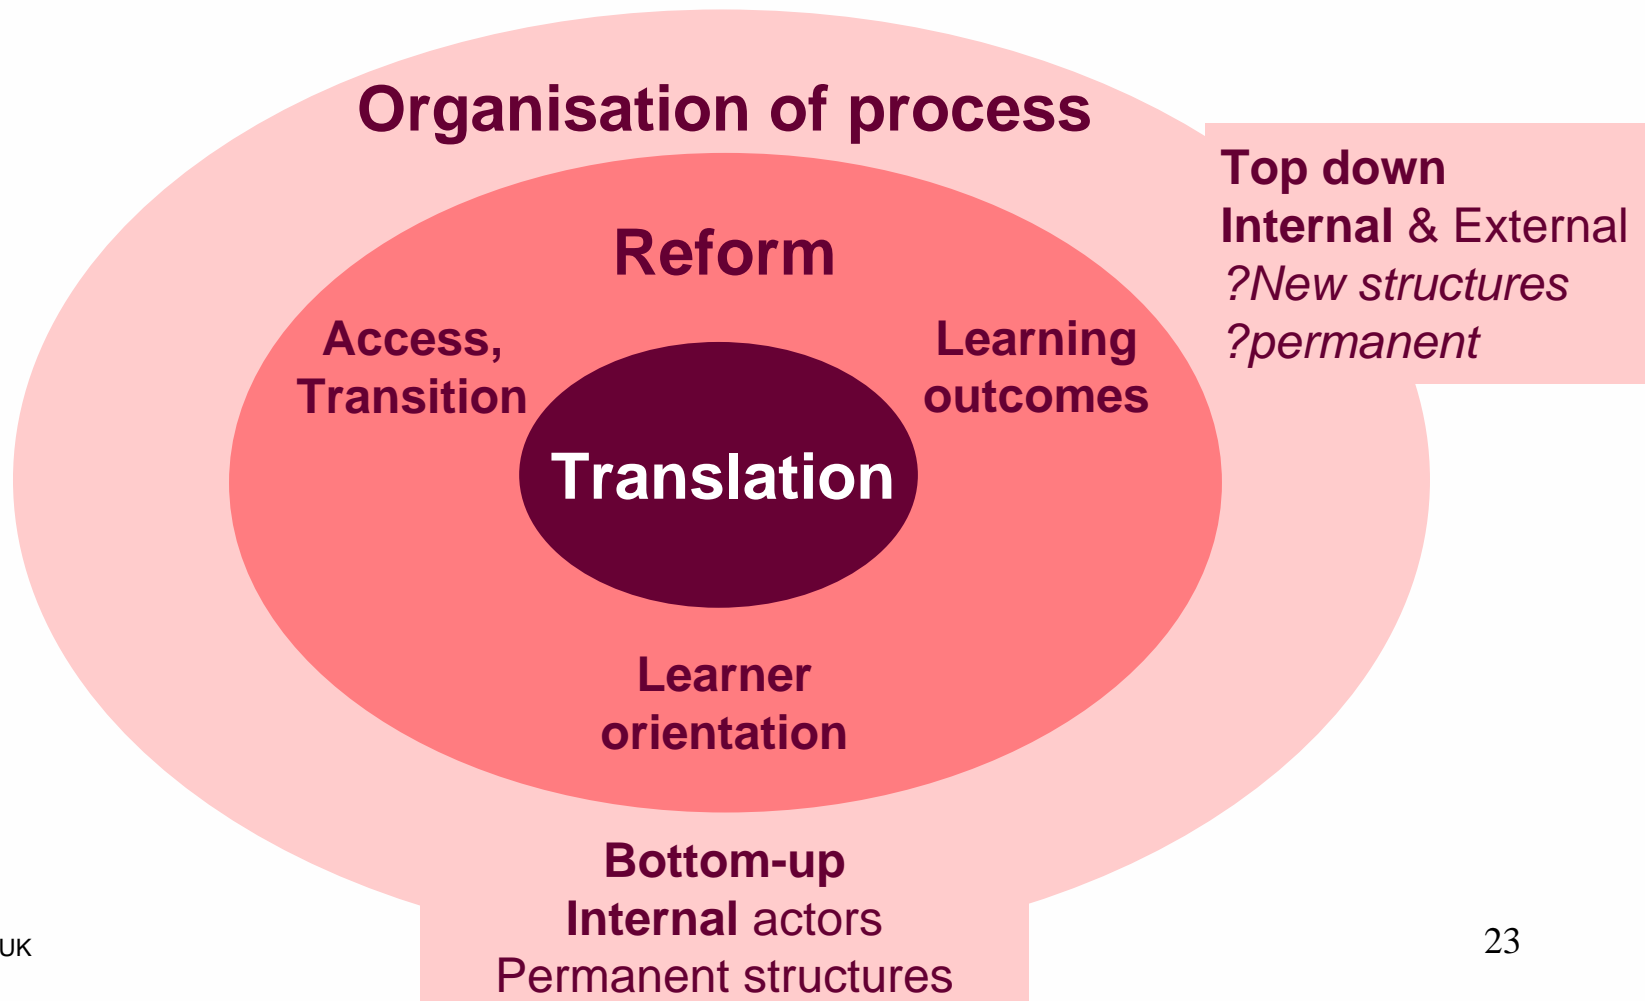 Organisation of process
Top down
Internal & External
?New structures
?permanent
Reform
Access,
Transition
Learning
outcomes
Translation
Learner
orientation
Bottom-up
Internal actors
Permanent structures
UK
23